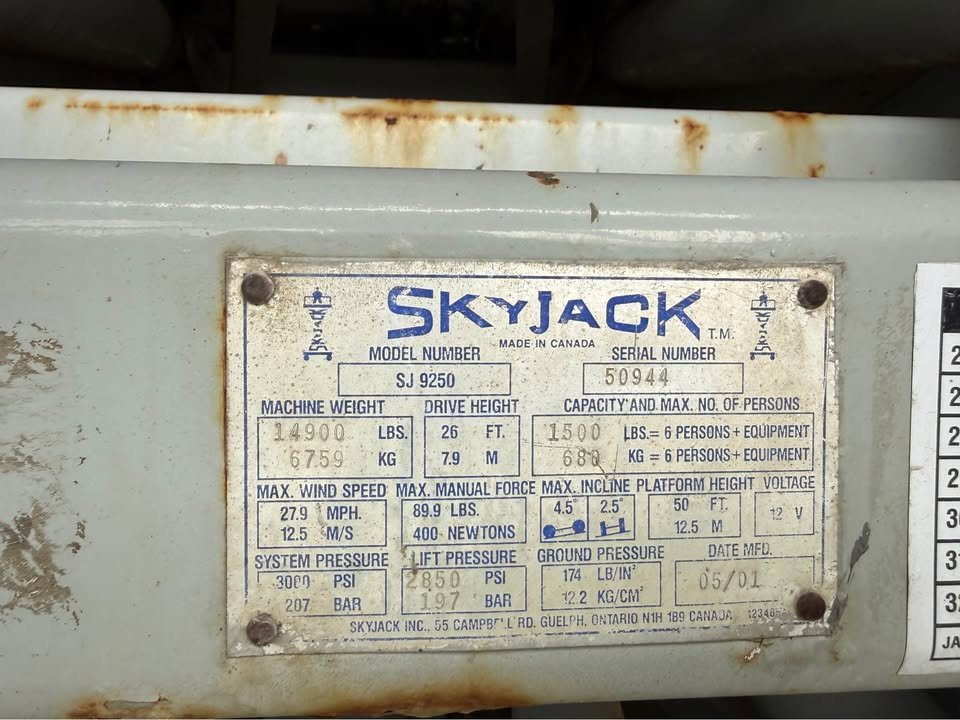 SKYJACK T.M.
MADE IN CANADA
MODEL NUMBER SERIAL NUMBER
SJ 9250 50944
MACHINE WEIGHT DRIVE HEIGHT CAPACITY AND MAX. NO. OF PERSONS
14900 LBS. 26 FT. 1500 LBS.= 6 PERSONS + EQUIPMENT
6759 KG 7.9 M 680 KG = 6 PERSONS + EQUIPMENT
MAX. WIND SPEED MAX. MANUAL FORCE MAX. INCLINE PLATFORM HEIGHT VOLTAGE
27.9 MPH. 89.9 LBS. 4.5° 2.5° 50 FT. 12 V
12.5 M/S 400 NEWTONS 12.5 M
SYSTEM PRESSURE LIFT PRESSURE GROUND PRESSURE DATE MFD.
3000 PSI 2850 PSI 174 LB/IN² 05/01
207 BAR 197 BAR 12.2 KG/CM²
SKYJACK INC., 55 CAMPBELL RD. GUELPH, ONTARIO N1H 1B9 CANADA
JA